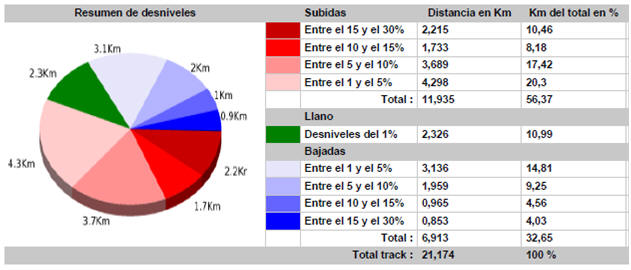 Resumen de desniveles
3.1Km
2Km
1Km
0.9Km
2.3Km
4.3Km
3.7Km
1.7Km
2.2Kr
Subidas Distancia en Km Km del total en %
Entre el 15 y el 30% 2,215 10,46
Entre el 10 y el 15% 1,733 8,18
Entre el 5 y el 10% 3,689 17,42
Entre el 1 y el 5% 4,298 20,3
Total : 11,935 56,37
Llano
Desniveles del 1% 2,326 10,99
Bajadas
Entre el 1 y el 5% 3,136 14,81
Entre el 5 y el 10% 1,959 9,25
Entre el 10 y el 15% 0,965 4,56
Entre el 15 y el 30% 0,853 4,03
Total : 6,913 32,65
Total track : 21,174 100 %